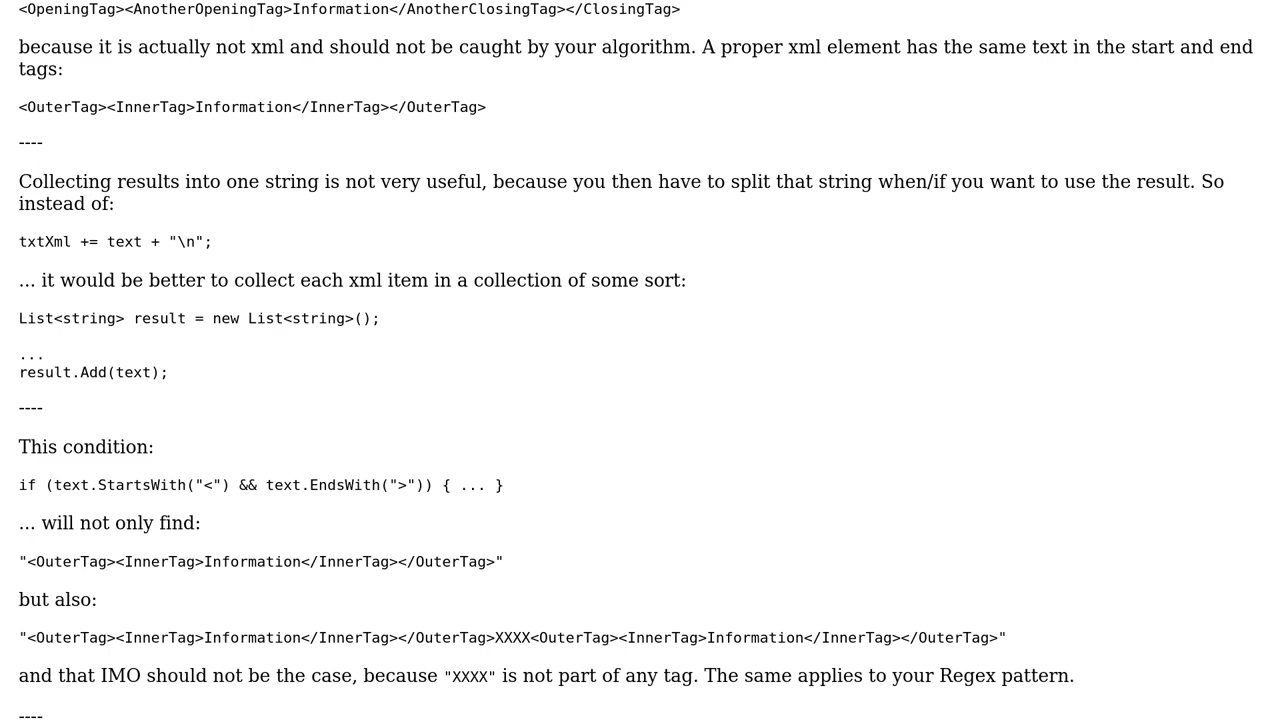 <OpeningTag><AnotherOpeningTag>Information</AnotherClosingTag></ClosingTag>
because it is actually not xml and should not be caught by your algorithm. A proper xml element has the same text in the start and end
tags:
<OuterTag><InnerTag>Information</InnerTag></OuterTag>
----
Collecting results into one string is not very useful, because you then have to split that string when/if you want to use the result. So
instead of:
txtXml += text + "\n";
... it would be better to collect each xml item in a collection of some sort:
List<string> result = new List<string>();
...
result.Add(text);
----
This condition:
if (text.StartsWith("<") && text.EndsWith(">")) { ... }
... will not only find:
"<OuterTag><InnerTag>Information</InnerTag></OuterTag>"
but also:
"<OuterTag><InnerTag>Information</InnerTag></OuterTag>XXXX<OuterTag><InnerTag>Information</InnerTag></OuterTag>"
and that IMO should not be the case, because "XXXX" is not part of any tag. The same applies to your Regex pattern.
----